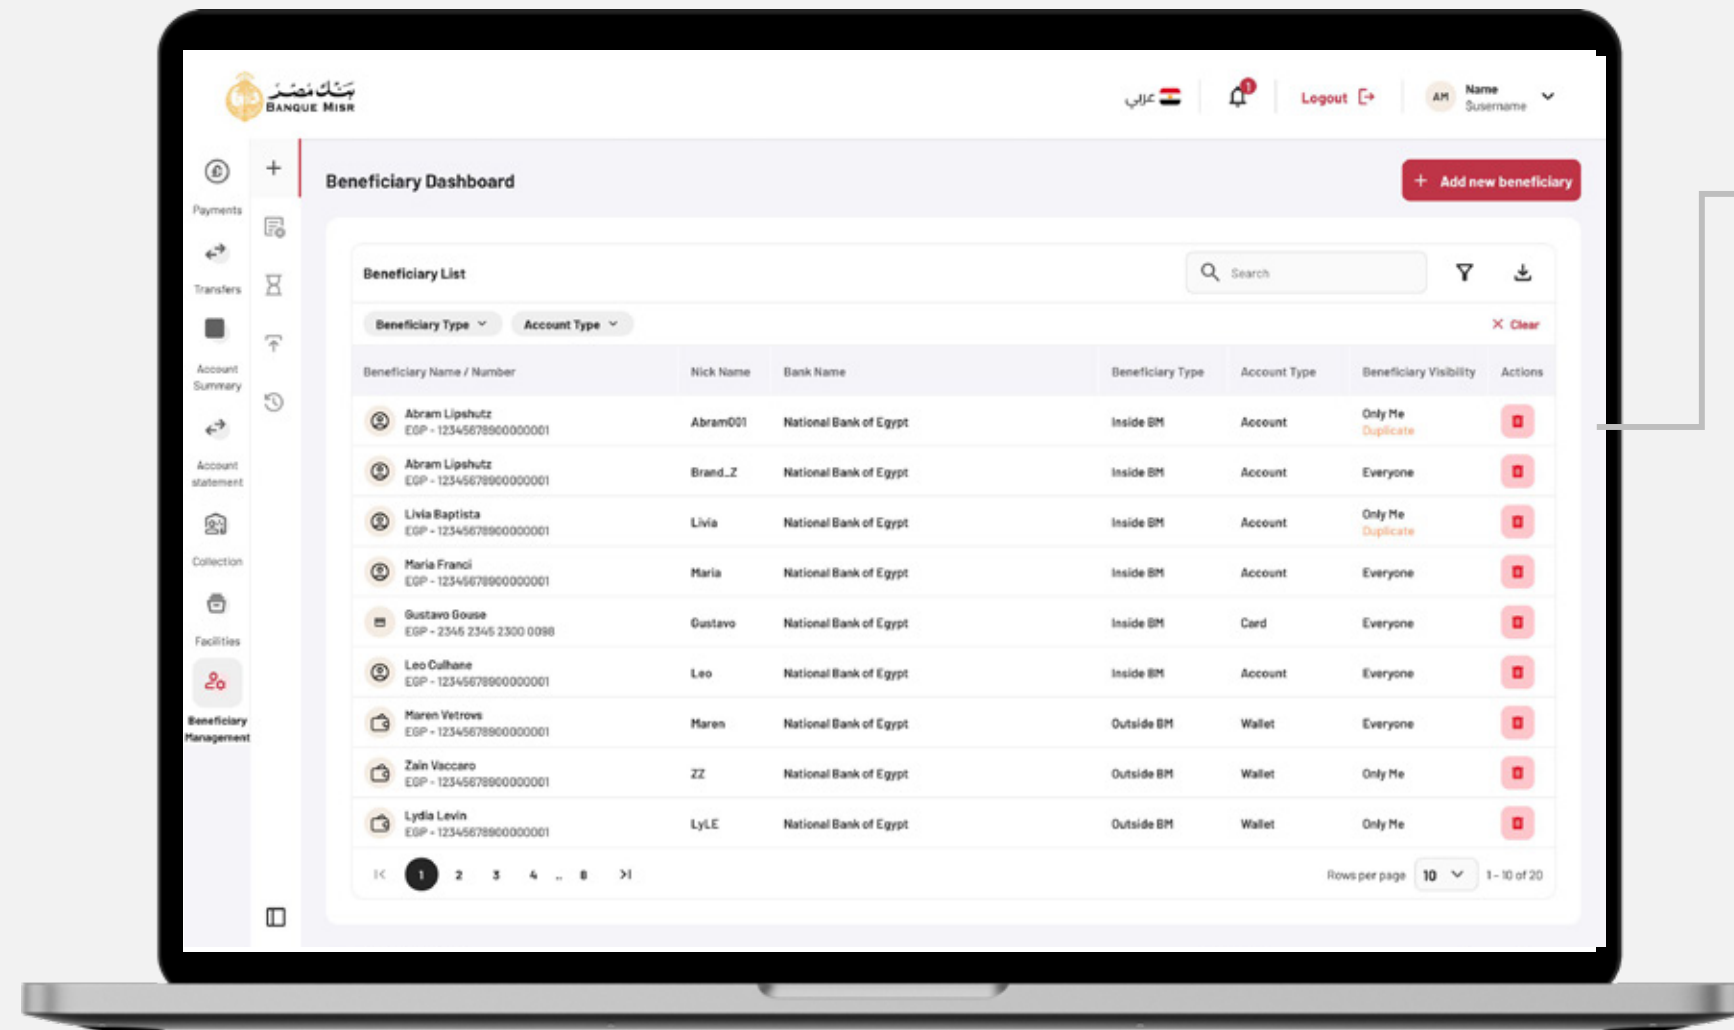 بنك مصر
BANQUE MISR
عربي
1
Logout
AM
Name
$username
Payments
Transfers
Account
Summary
Account
statement
Collection
Facilities
Beneficiary
Management
Beneficiary Dashboard
+ Add new beneficiary
Beneficiary List
Search
Beneficiary Type
Account Type
Clear
Beneficiary Name / Number Nick Name Bank Name Beneficiary Type Account Type Beneficiary Visibility Actions
Abram Lipshutz
EGP - 12345678900000001
Abram001 National Bank of Egypt Inside BM Account
Only Me
Duplicate
Abram Lipshutz
EGP - 12345678900000001
Brand_Z National Bank of Egypt Inside BM Account Everyone
Livia Baptista
EGP - 12345678900000001
Livia National Bank of Egypt Inside BM Account
Only Me
Duplicate
Maria Franci
EGP - 12345678900000001
Maria National Bank of Egypt Inside BM Account Everyone
Gustavo Gouse
EGP - 2345 2345 2300 0098
Gustavo National Bank of Egypt Inside BM Card Everyone
Leo Culhane
EGP - 12345678900000001
Leo National Bank of Egypt Inside BM Account Everyone
Maren Vetrovs
EGP - 12345678900000001
Maren National Bank of Egypt Outside BM Wallet Everyone
Zain Vaccaro
EGP - 12345678900000001
ZZ National Bank of Egypt Outside BM Wallet Only Me
Lydia Levin
EGP - 12345678900000001
LyLE National Bank of Egypt Outside BM Wallet Only Me
1 2 3 4 .. 8
Rows per page 10 1 - 10 of 20